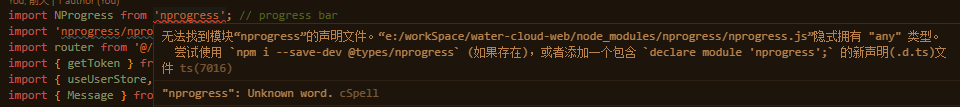 You, 前天 | 1 author (You)
import NProgress from 'nprogress'; // progress bar
import 'nprogress/npro
无法找到模块“nprogress”的声明文件。“e:/workSpace/water-cloud-web/node_modules/nprogress/nprogress.js”隐式拥有 "any" 类型。
import router from '@/
尝试使用 `npm i --save-dev @types/nprogress` (如果存在)，或者添加一个包含 `declare module 'nprogress';` 的新声明(.d.ts)文
import { getToken } fr
件 ts(7016)
import { useUserStore,
import { Message } fro
"nprogress": Unknown word. cSpell